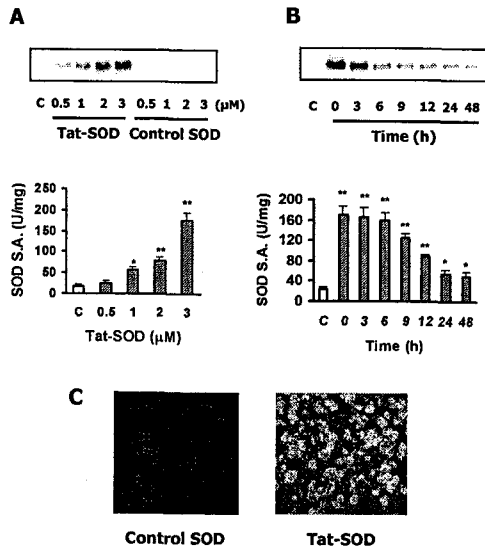 A
C 0.5 1 2 3 0.5 1 2 3 (μM)
Tat-SOD Control SOD
SOD S.A. (U/mg)
250
200
150
100
50
0
*
**
**
C 0.5 1 2 3
Tat-SOD (μM)
B
C 0 3 6 9 12 24 48
Time (h)
SOD S.A. (U/mg)
200
160
120
80
40
0
** ** ** ** ** * *
C 0 3 6 9 12 24 48
Time (h)
C
Control SOD Tat-SOD